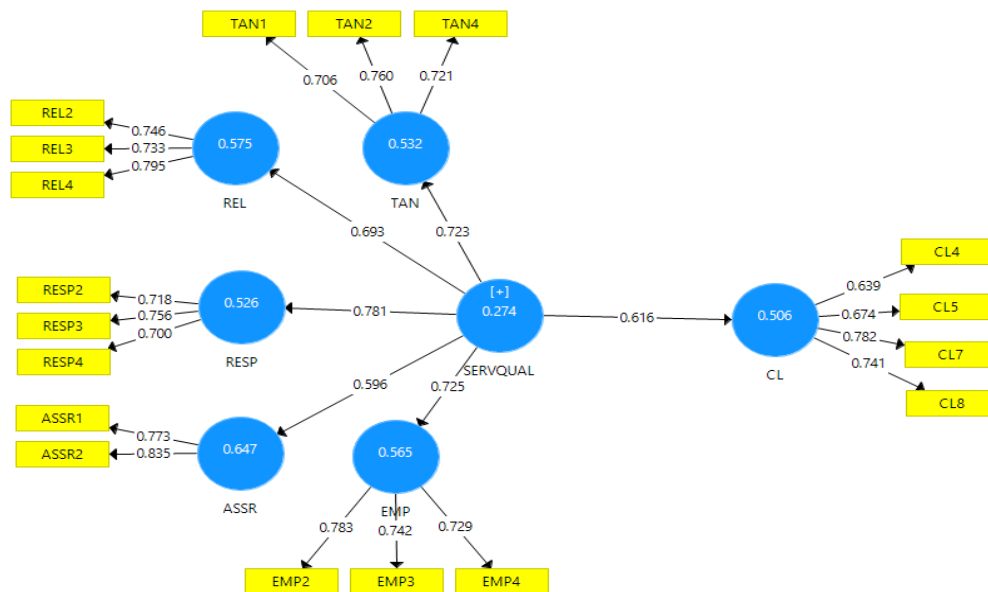 TAN1 TAN2 TAN4
0.706 0.760 0.721
REL2
REL3
REL4
0.746
0.733
0.795
0.575
REL
0.532
TAN
0.693
0.723
RESP2
RESP3
RESP4
0.718
0.756
0.700
0.526
RESP
0.781
[+]
0.274
SERVQUAL
0.616
0.506
CL
0.639
0.674
0.782
0.741
CL4
CL5
CL7
CL8
0.596
0.725
ASSR1
ASSR2
0.773
0.835
0.647
ASSR
0.565
EMP
0.783 0.742 0.729
EMP2 EMP3 EMP4